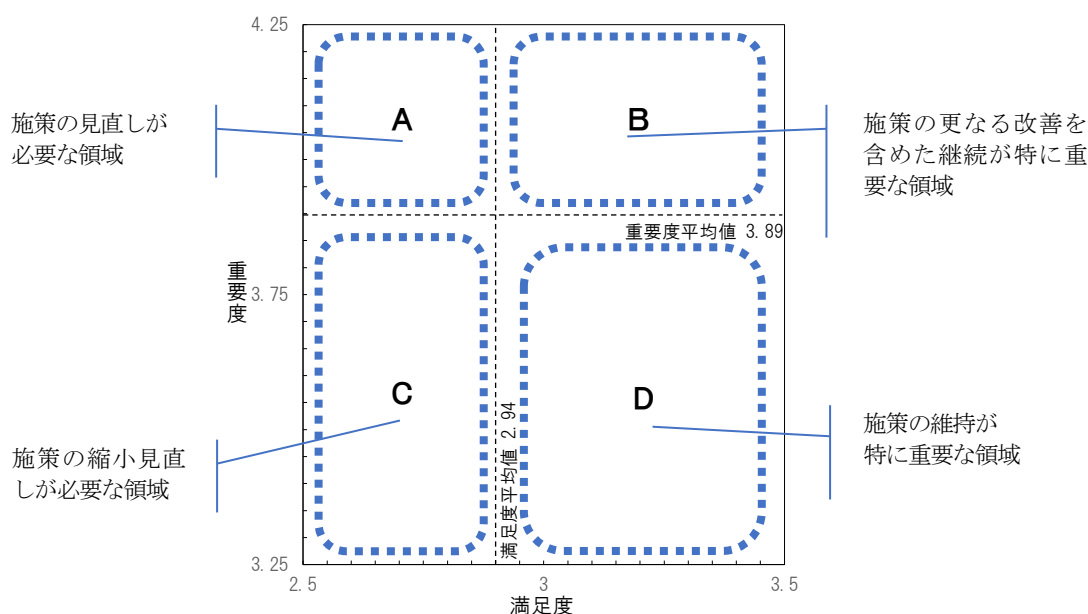 4.25
A
B
施策の見直しが
必要な領域
施策の更なる改善を
含めた継続が特に重
要な領域
重要度平均値 3.89
重要度
3.75
C
D
満足度平均値 2.94
施策の縮小見直
しが必要な領域
施策の維持が
特に重要な領域
3.25
2.5
3
3.5
満足度